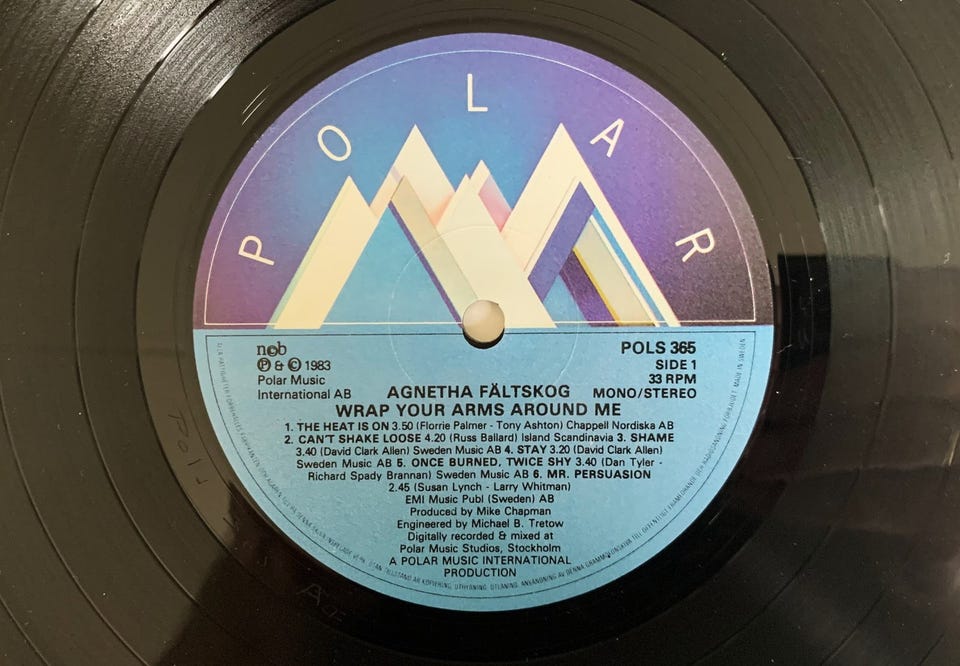 POLAR
ncb
Ⓟ & © 1983
Polar Music
International AB
POLS 365
SIDE 1
33 RPM
MONO/STEREO
AGNETHA FÄLTSKOG
WRAP YOUR ARMS AROUND ME
1. THE HEAT IS ON 3.50 (Florrie Palmer - Tony Ashton) Chappell Nordiska AB
2. CAN'T SHAKE LOOSE 4.20 (Russ Ballard) Island Scandinavia 3. SHAME
3.40 (David Clark Allen) Sweden Music AB 4. STAY 3.20 (David Clark Allen)
Sweden Music AB 5. ONCE BURNED, TWICE SHY 3.40 (Dan Tyler -
Richard Spady Brannan) Sweden Music AB 6. MR. PERSUASION
2.45 (Susan Lynch - Larry Whitman)
EMI Music Publ (Sweden) AB
Produced by Mike Chapman
Engineered by Michael B. Tretow
Digitally recorded & mixed at
Polar Music Studios, Stockholm
A POLAR MUSIC INTERNATIONAL
PRODUCTION
MADE IN SWEDEN